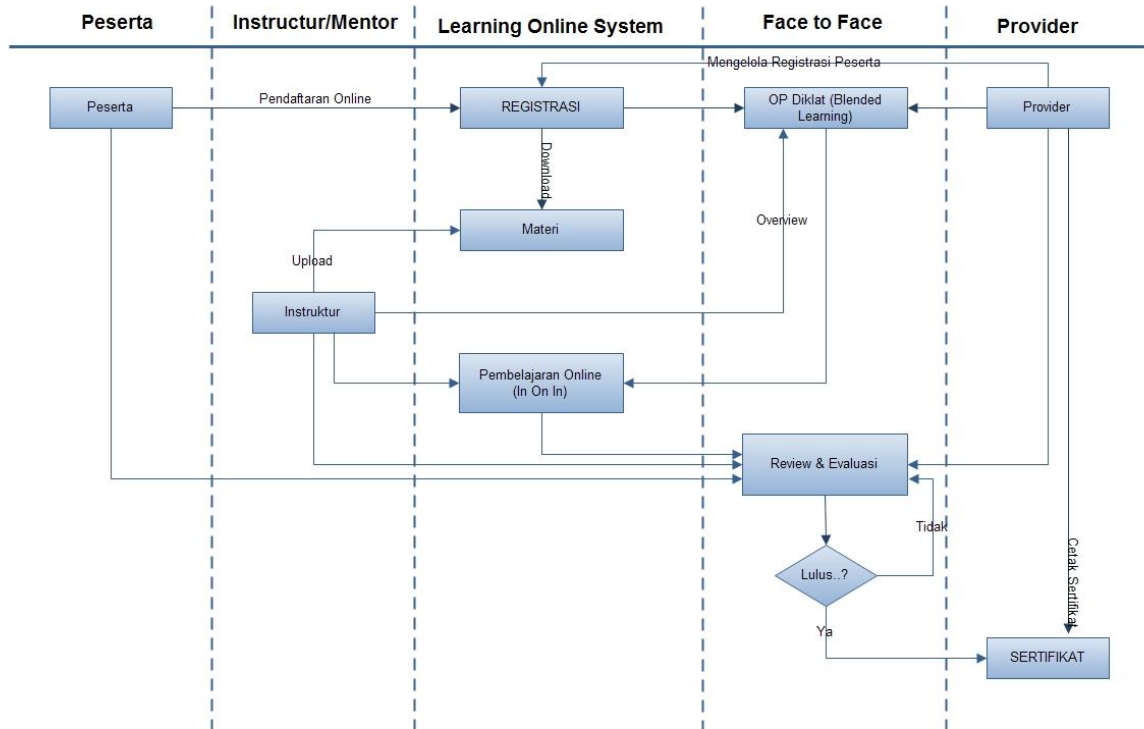 Peserta
Instructur/Mentor
Learning Online System
Face to Face
Provider
Mengelola Registrasi Peserta
Peserta
Pendaftaran Online
REGISTRASI
OP Diklat (Blended
Learning)
Provider
Download
Materi
Overview
Upload
Instruktur
Pembelajaran Online
(In On In)
Review & Evaluasi
Tidak
Lulus..?
Cetak Sertifikat
Ya
SERTIFIKAT